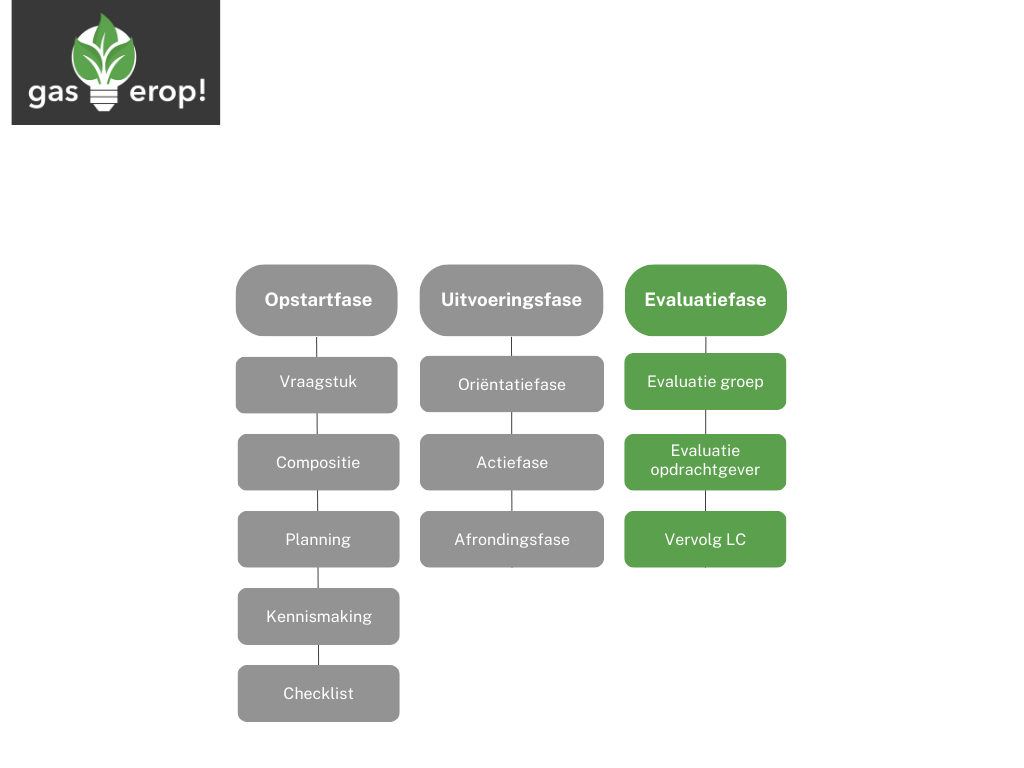 gas erop!
Opstartfase
Vraagstuk
Compositie
Planning
Kennismaking
Checklist
Uitvoeringsfase
Oriëntatiefase
Actiefase
Afrondingsfase
Evaluatiefase
Evaluatie groep
Evaluatie
opdrachtgever
Vervolg LC